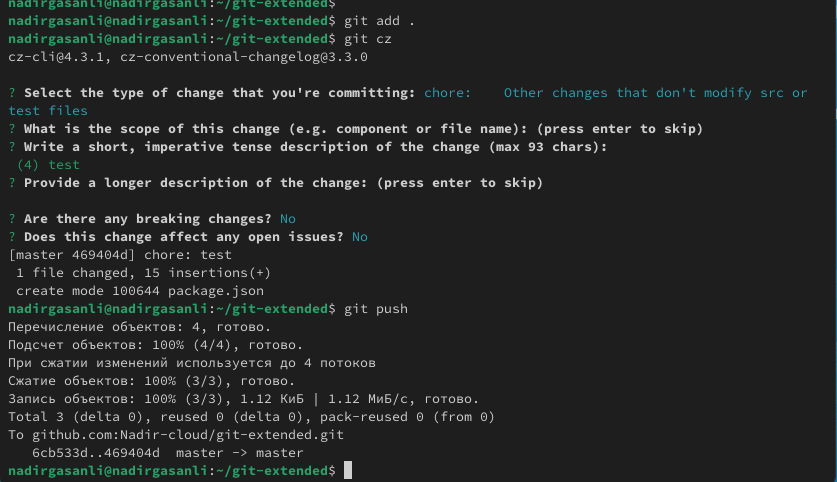 nadirgasanli@nadirgasanli:~/git-extended$
nadirgasanli@nadirgasanli:~/git-extended$ git add .
nadirgasanli@nadirgasanli:~/git-extended$ git cz
cz-cli@4.3.1, cz-conventional-changelog@3.3.0
? Select the type of change that you're committing: chore:    Other changes that don't modify src or
test files
? What is the scope of this change (e.g. component or file name): (press enter to skip)
? Write a short, imperative tense description of the change (max 93 chars):
 (4) test
? Provide a longer description of the change: (press enter to skip)
? Are there any breaking changes? No
? Does this change affect any open issues? No
[master 469404d] chore: test
 1 file changed, 15 insertions(+)
 create mode 100644 package.json
nadirgasanli@nadirgasanli:~/git-extended$ git push
Перечисление объектов: 4, готово.
Подсчет объектов: 100% (4/4), готово.
При сжатии изменений используется до 4 потоков
Сжатие объектов: 100% (3/3), готово.
Запись объектов: 100% (3/3), 1.12 КиБ | 1.12 МиБ/с, готово.
Total 3 (delta 0), reused 0 (delta 0), pack-reused 0 (from 0)
To github.com:Nadir-cloud/git-extended.git
   6cb533d..469404d  master -> master
nadirgasanli@nadirgasanli:~/git-extended$